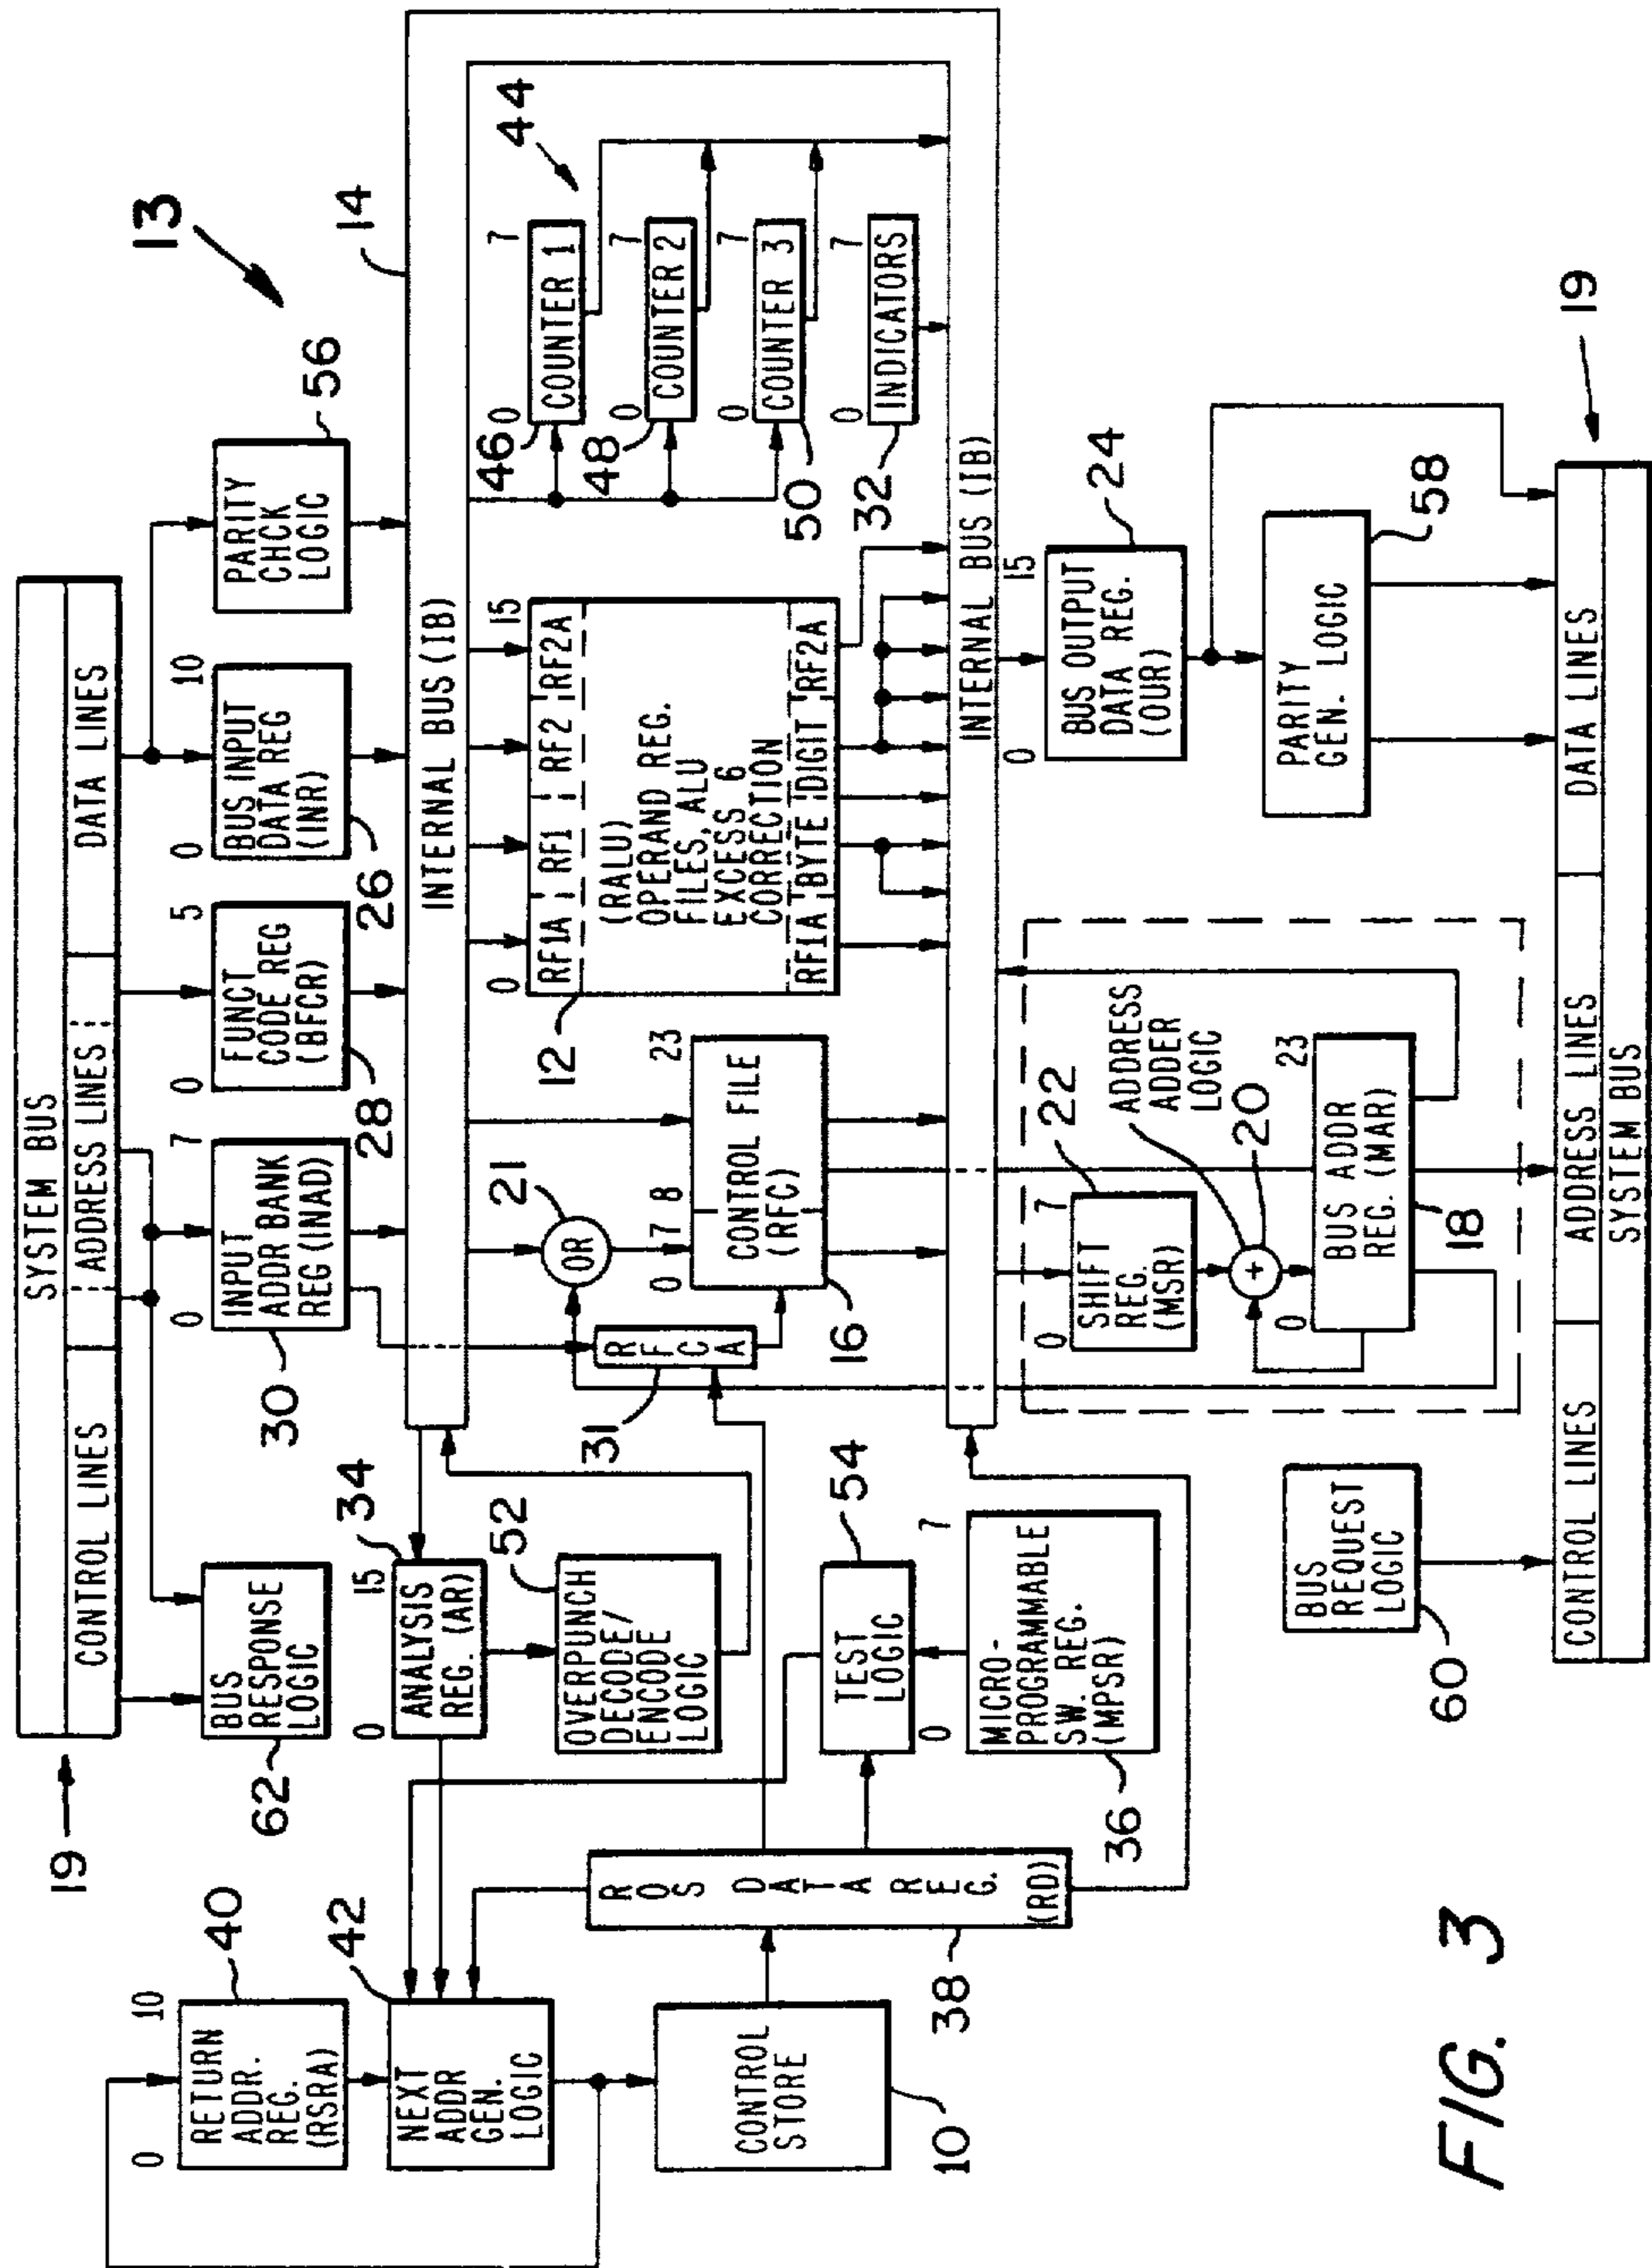 19
SYSTEM BUS
CONTROL LINES
ADDRESS LINES
DATA LINES
13
0
10
RETURN
ADDR.
REG.
(RSRA)
40
NEXT
ADDR
GEN.
LOGIC
42
CONTROL
STORE
10
BUS
RESPONSE
LOGIC
62
0
7
INPUT
ADDR BANK
REG (INAD)
30
0
5
FUNCT
CODE REG
(BFCR)
28
0
10
BUS INPUT
DATA REG
(INR)
26
PARITY
CHCK
LOGIC
56
0
15
ANALYSIS
REG. (AR)
34
OVERPUNCH
DECODE/
ENCODE
LOGIC
52
INTERNAL BUS (IB)
14
ROS DATA REG.
(RD)
38
TEST
LOGIC
54
0
7
MICRO-
PROGRAMMABLE
SW. REG.
(MPSR)
36
RFCA
31
OR
21
0
7
8
23
CONTROL FILE
(RFC)
16
0
15
RF1A
RF1
RF2
RF2A
(RALU)
OPERAND REG.
FILES, ALU
EXCESS 6
CORRECTION
RF1A
BYTE
DIGIT
RF2A
12
44
0
7
COUNTER 1
46
0
7
COUNTER 2
48
0
7
COUNTER 3
50
0
7
INDICATORS
32
INTERNAL BUS (IB)
0
7
SHIFT
REG.
(MSR)
22
ADDRESS
ADDER
LOGIC
+
20
0
23
BUS ADDR
REG. (MAR)
18
0
15
BUS OUTPUT
DATA REG.
(OUR)
24
PARITY
GEN. LOGIC
58
BUS
REQUEST
LOGIC
60
CONTROL LINES
ADDRESS LINES
DATA LINES
SYSTEM BUS
19
FIG. 3